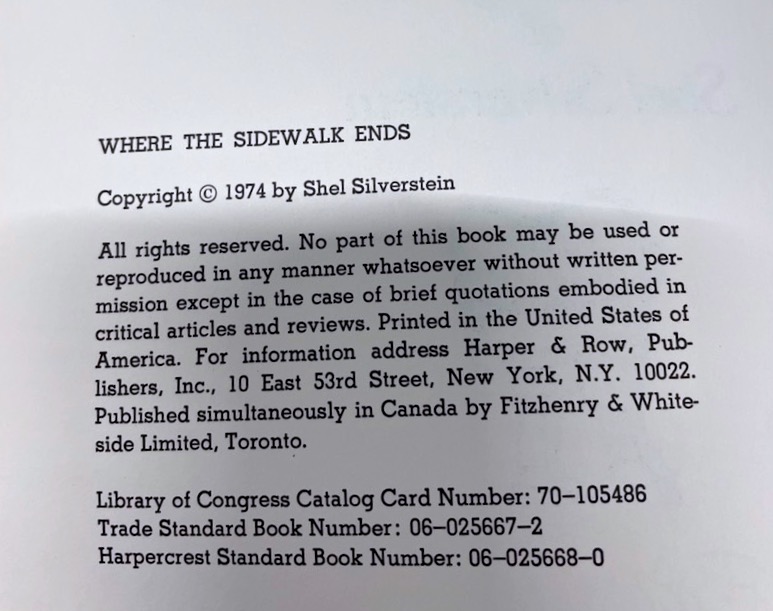 WHERE THE SIDEWALK ENDS
Copyright © 1974 by Shel Silverstein
All rights reserved. No part of this book may be used or
reproduced in any manner whatsoever without written per-
mission except in the case of brief quotations embodied in
critical articles and reviews. Printed in the United States of
America. For information address Harper & Row, Pub-
lishers, Inc., 10 East 53rd Street, New York, N.Y. 10022.
Published simultaneously in Canada by Fitzhenry & White-
side Limited, Toronto.
Library of Congress Catalog Card Number: 70–105486
Trade Standard Book Number: 06–025667–2
Harpercrest Standard Book Number: 06–025668–0